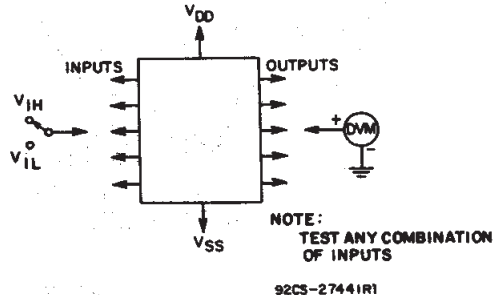 VDD
INPUTS
OUTPUTS
VIH
VIL
+
DVM
-
VSS
NOTE:
TEST ANY COMBINATION
OF INPUTS
92CS-27441R1